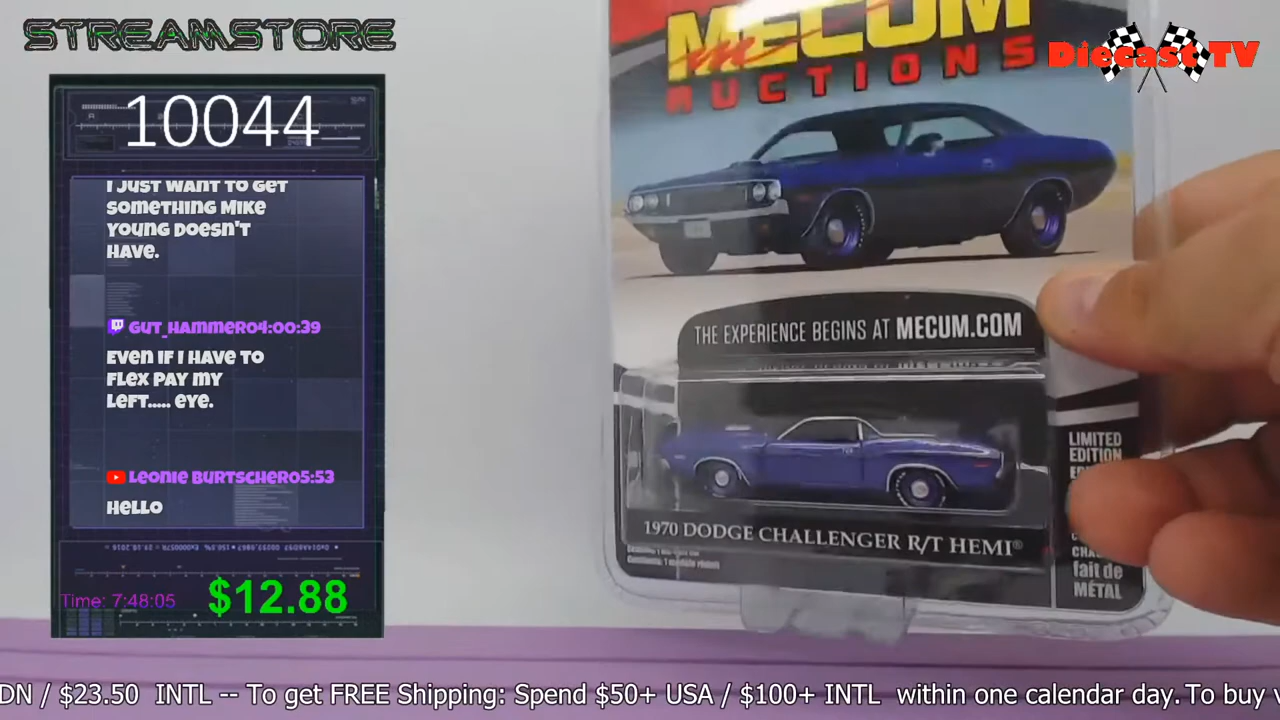 STREAMSTORE
10044
I just want to get
something Mike
Young doesn't
have.
Gut_Hammer04:00:39
Even if I have to
flex pay my
left..... eye.
Leonie Burtscher05:53
Hello
Time: 7:48:05
$12.88
MECUM
AUCTIONS
Diecast TV
THE EXPERIENCE BEGINS AT MECUM.COM
1970 DODGE CHALLENGER R/T HEMI®
LIMITED
EDITION
fait de
MÉTAL
DN / $23.50 INTL -- To get FREE Shipping: Spend $50+ USA / $100+ INTL within one calendar day. To buy